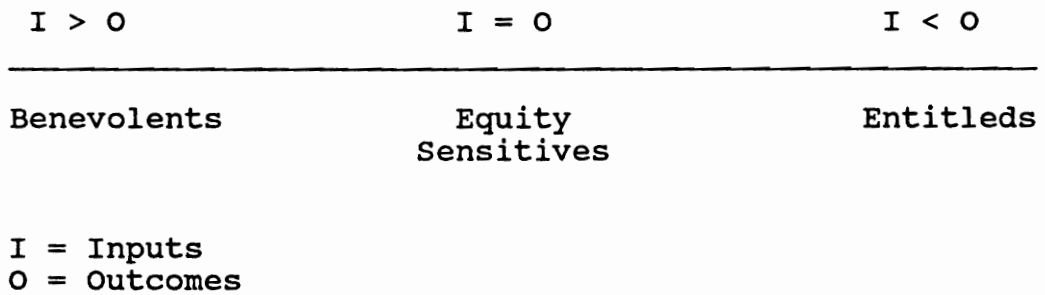 I > O I = O I < O
Benevolents Equity Entitleds
Sensitives
I = Inputs
O = Outcomes